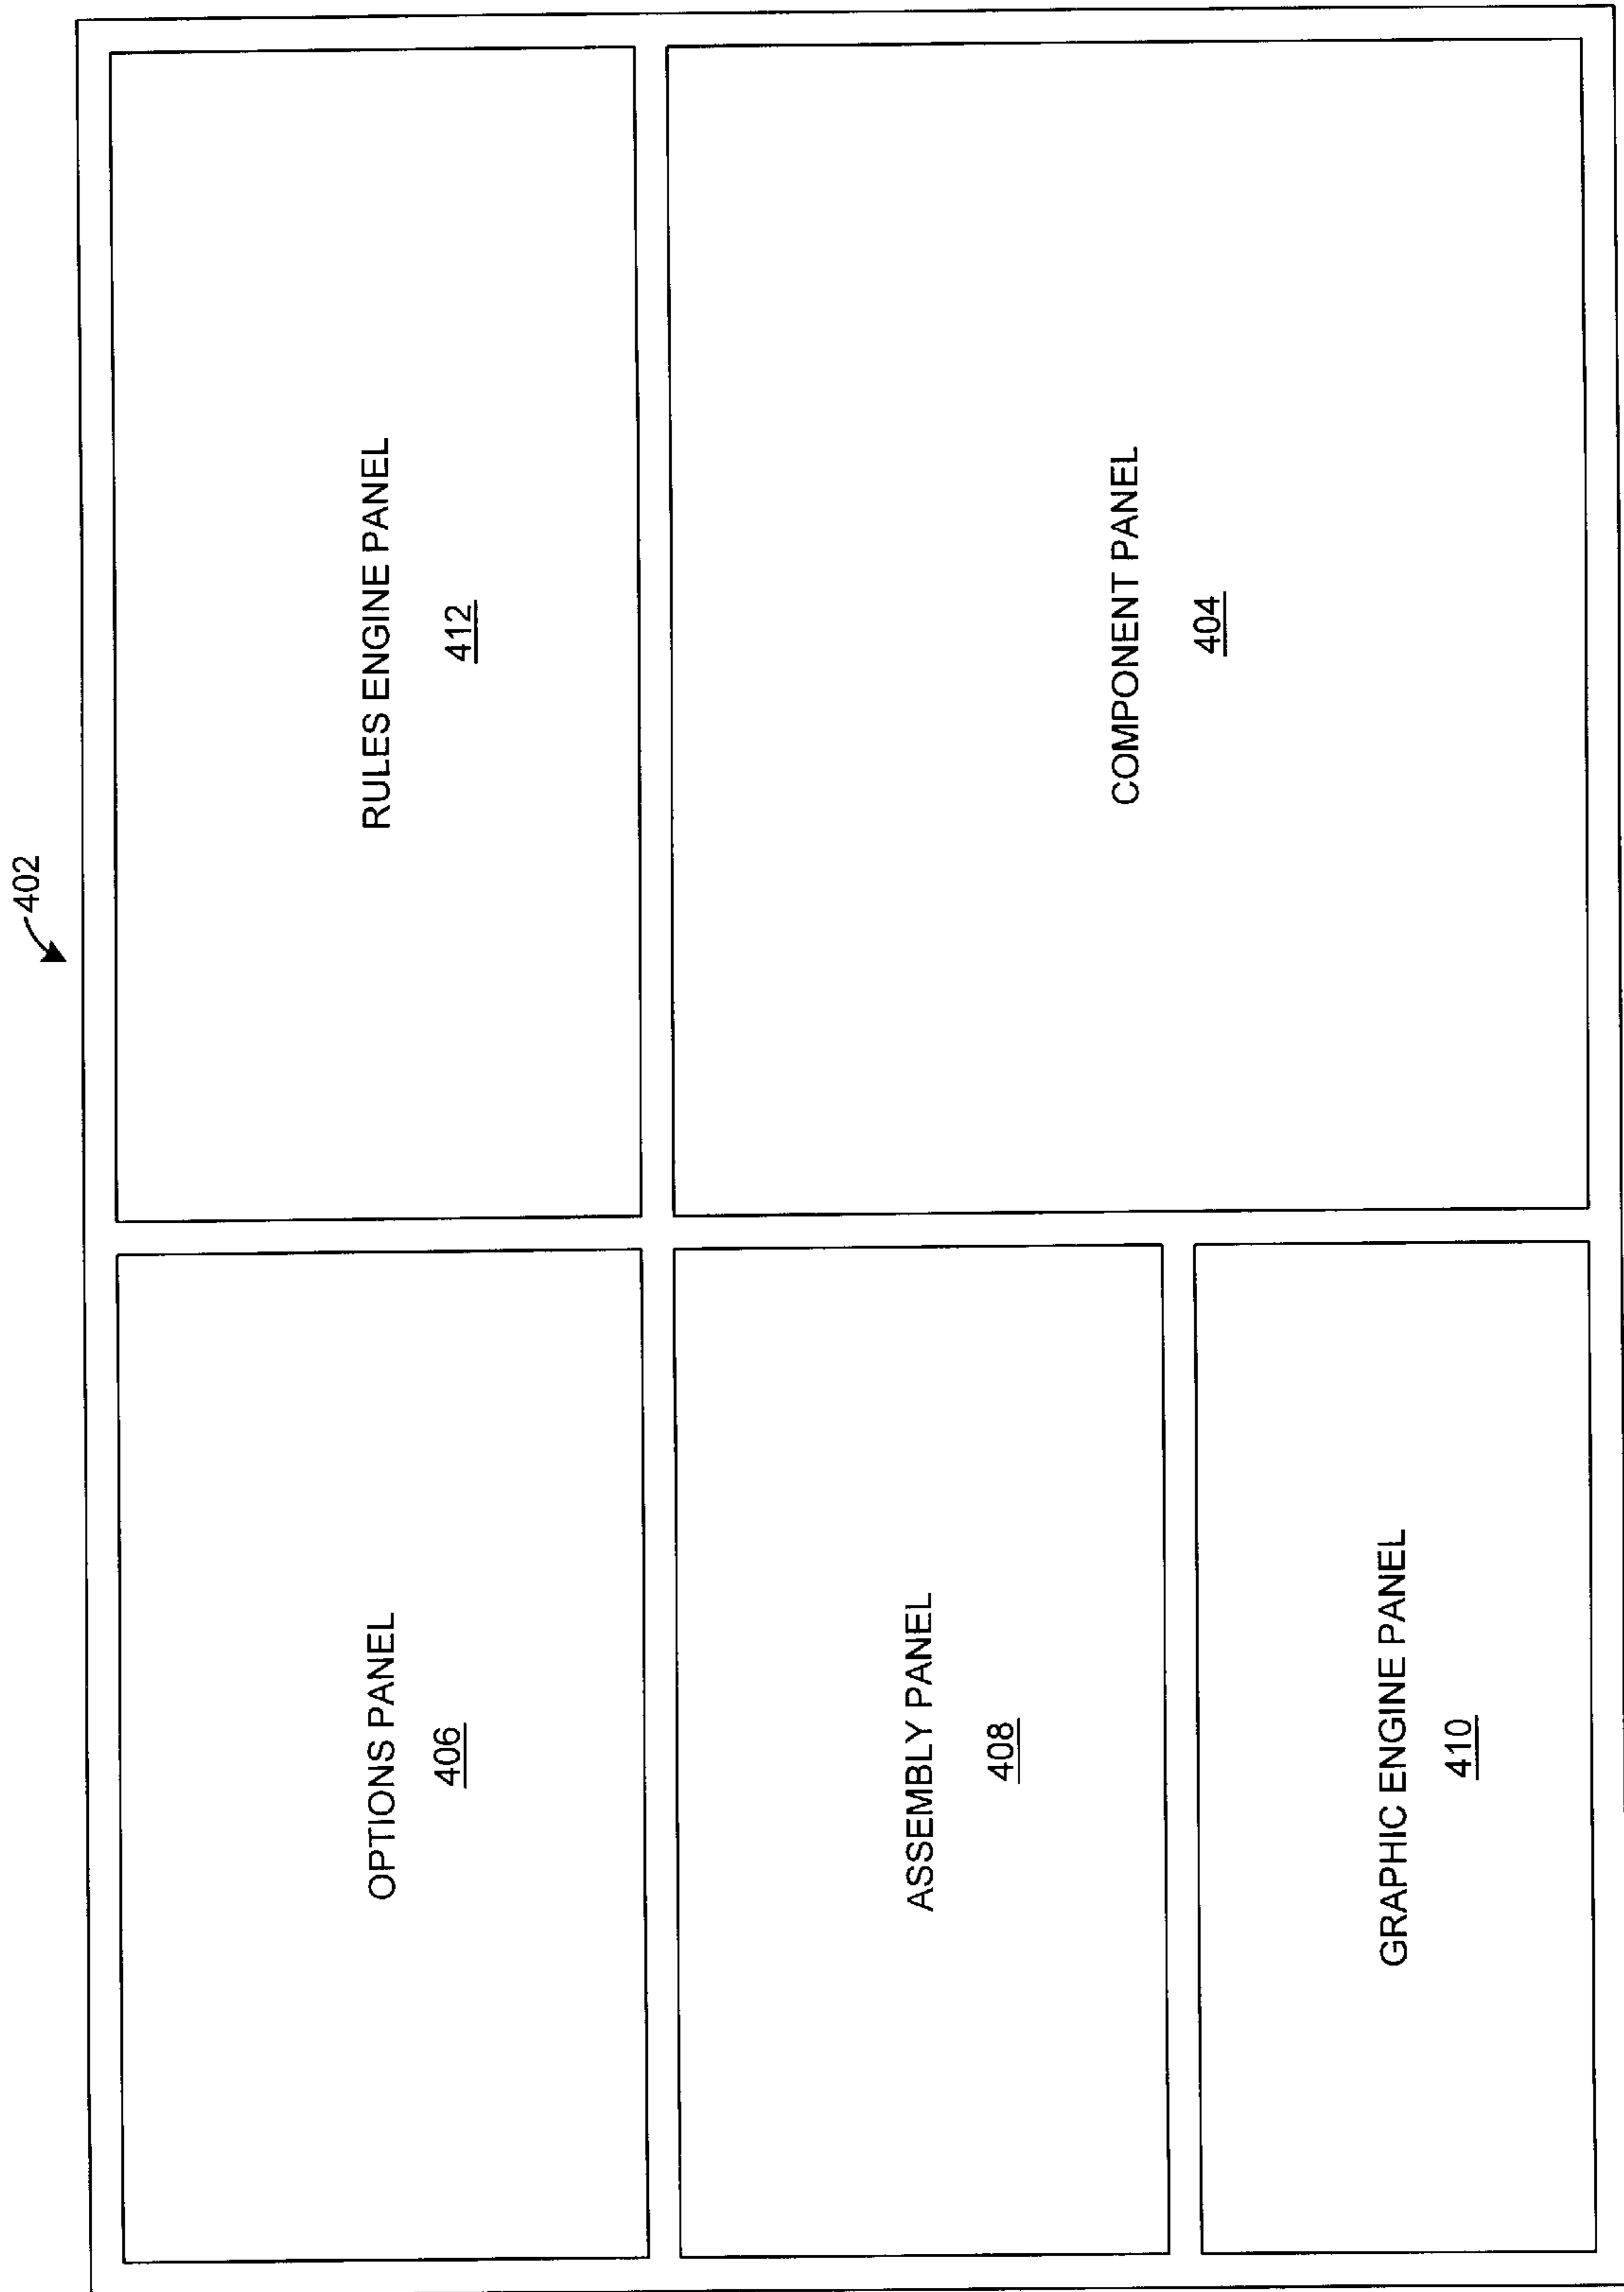 402
OPTIONS PANEL
406
RULES ENGINE PANEL
412
ASSEMBLY PANEL
408
COMPONENT PANEL
404
GRAPHIC ENGINE PANEL
410